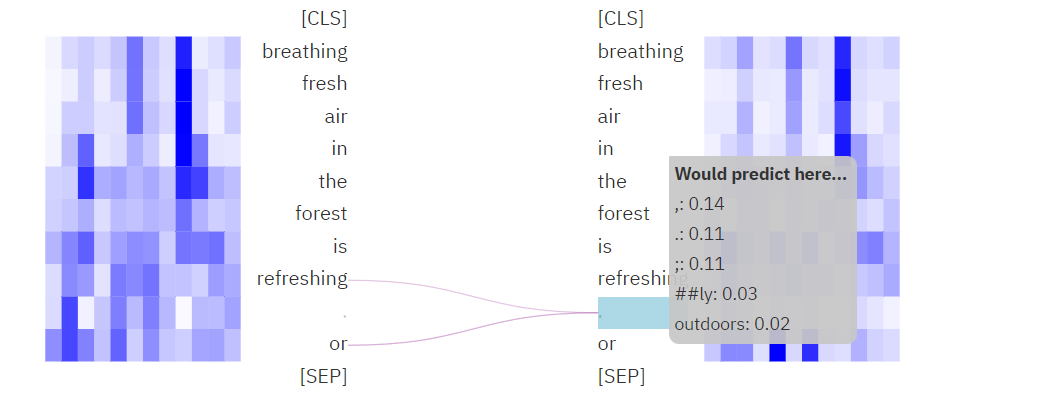 [CLS] [CLS]
breathing breathing
fresh fresh
air air
in in
the the
forest forest
is is
refreshing refreshing
. .
or or
[SEP] [SEP]
Would predict here...
,: 0.14
.: 0.11
;: 0.11
##ly: 0.03
outdoors: 0.02